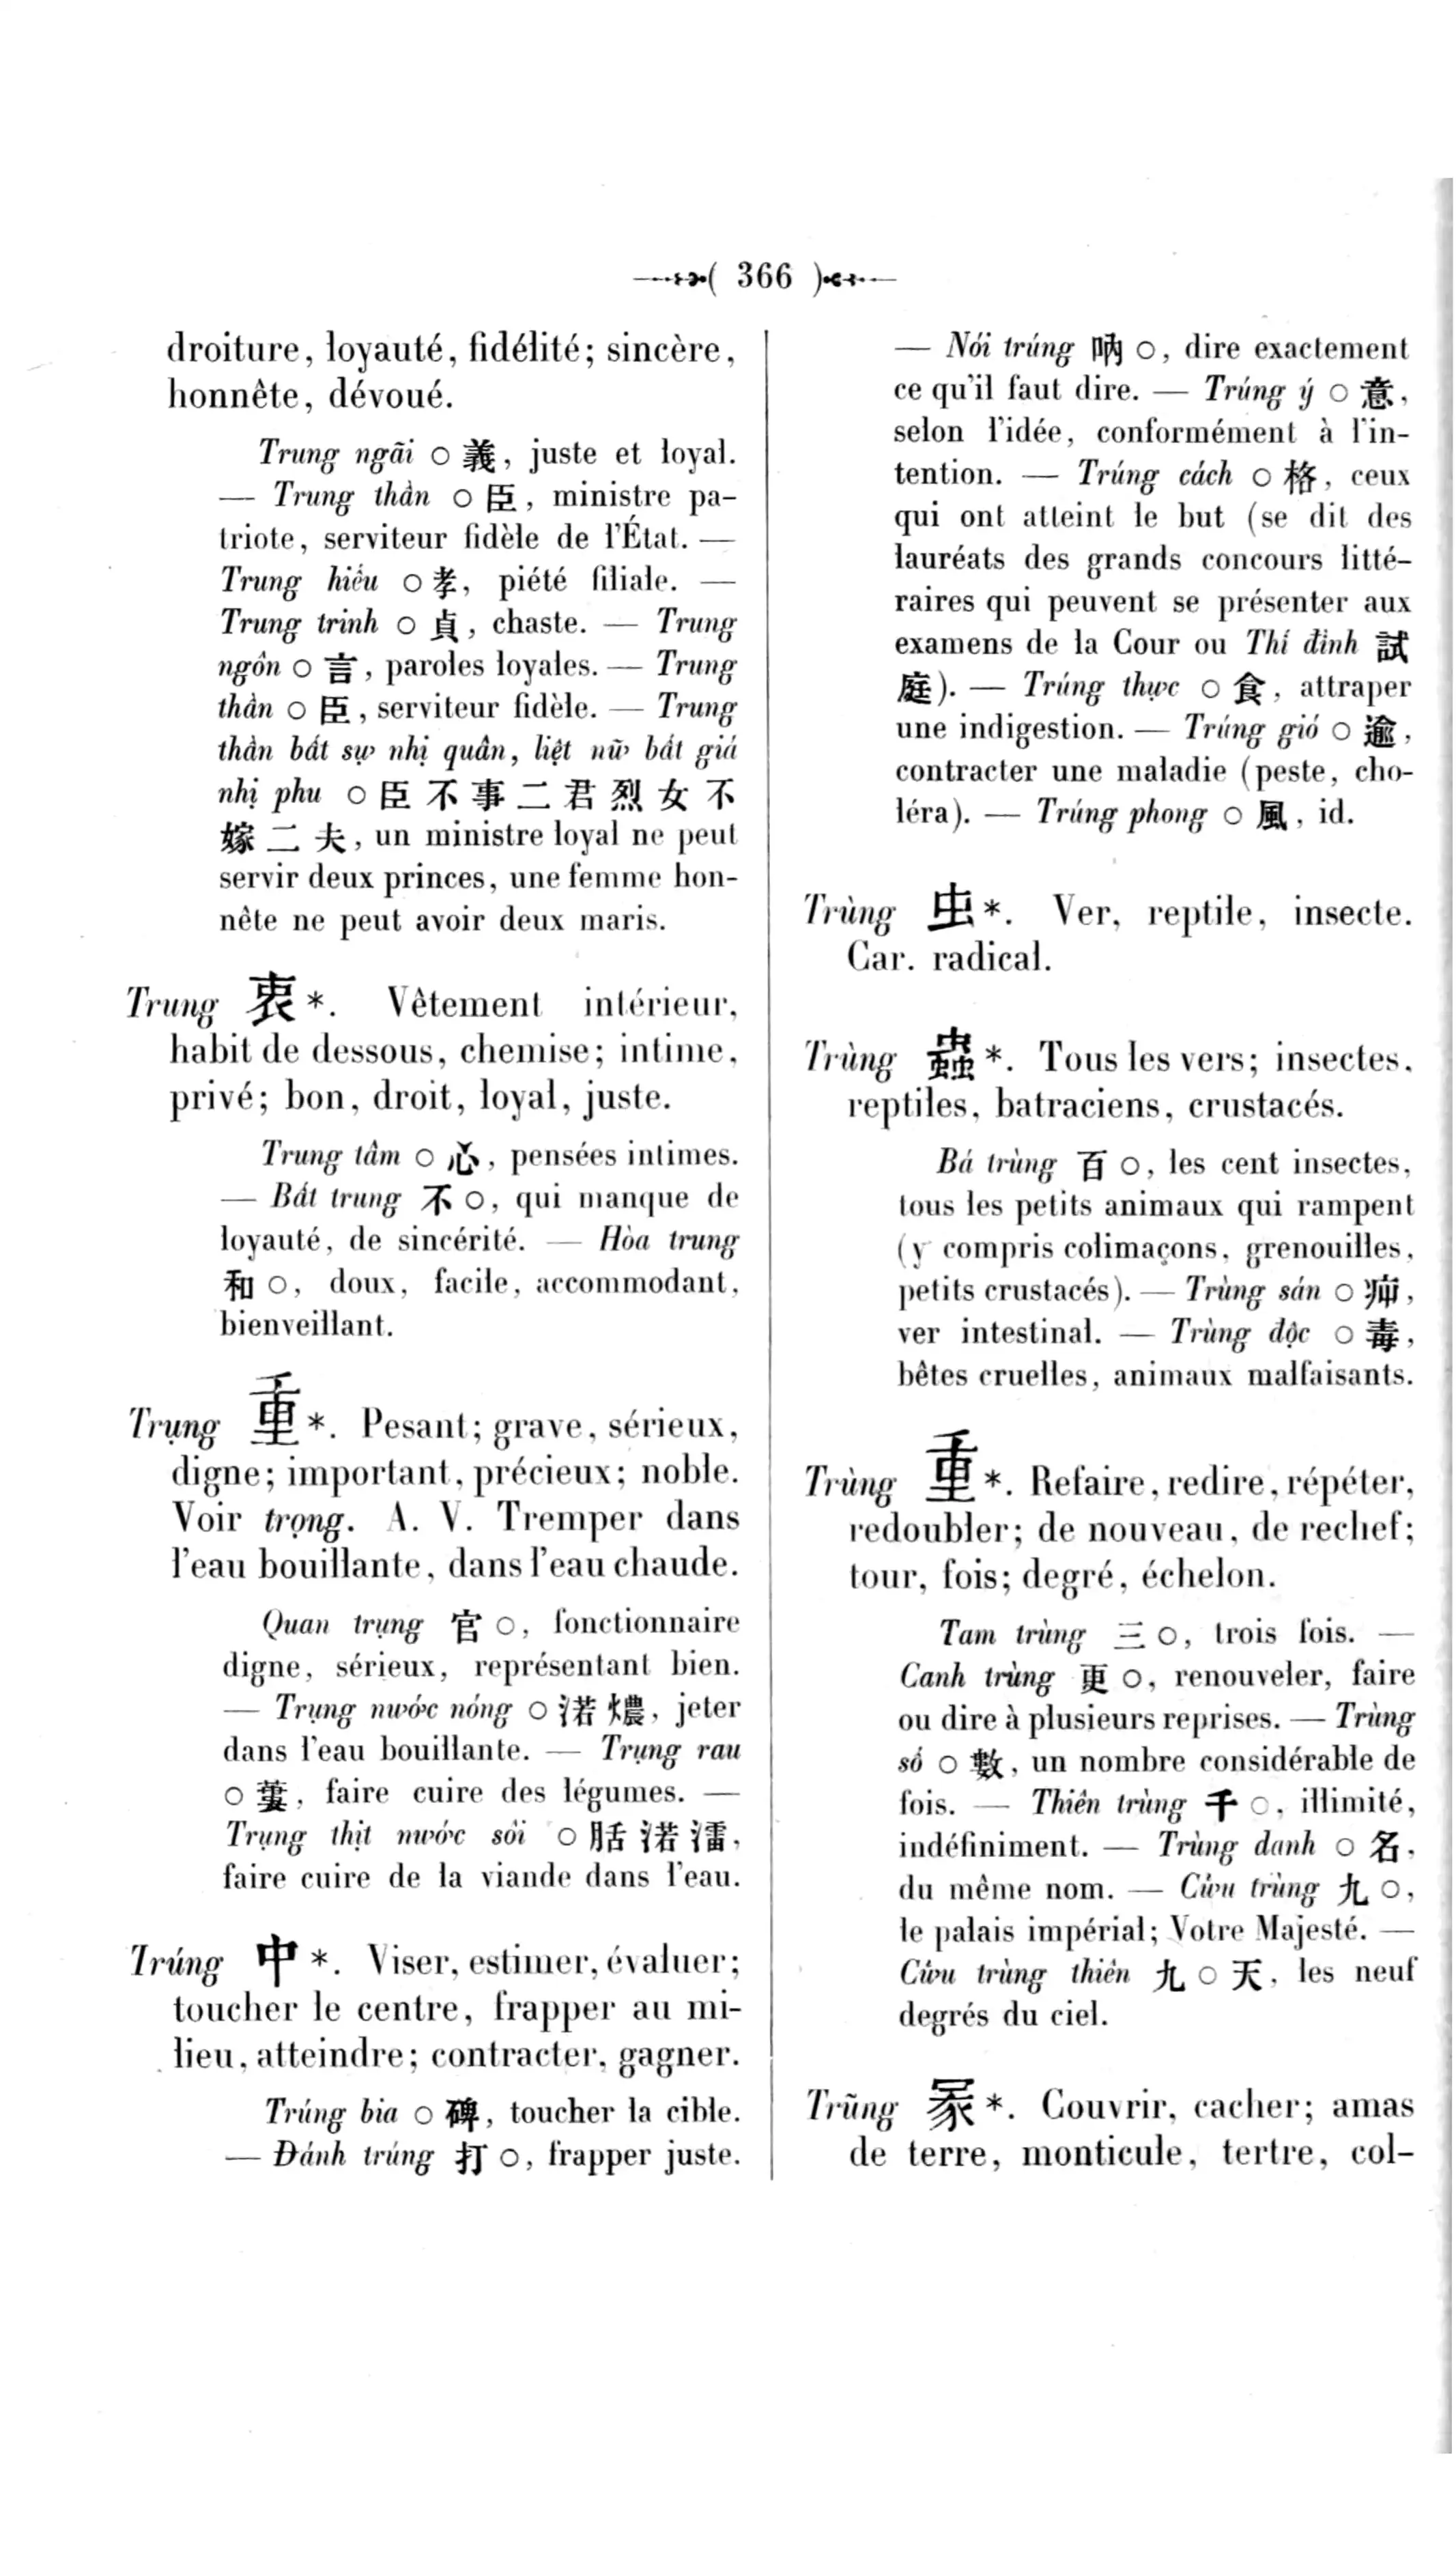 ( 366 )
droiture, loyauté, fidélité; sincère,
honnête, dévoué.
Trung ngãi ○ 義, juste et loyal.
— Trung thần ○ 臣, ministre pa-
triote, serviteur fidèle de l'État. —
Trung hiếu ○ 孝, piété filiale. —
Trung trinh ○ 貞, chaste. — Trung
ngôn ○ 言, paroles loyales. — Trung
thần ○ 臣, serviteur fidèle. — Trung
thần bất sự nhị quân, liệt nữ bất giá
nhị phu ○ 臣 不 事 二 君 烈 女 不
嫁 二 夫, un ministre loyal ne peut
servir deux princes, une femme hon-
nête ne peut avoir deux maris.
Trung 衷 *. Vêtement intérieur,
habit de dessous, chemise; intime,
privé; bon, droit, loyal, juste.
Trung tâm ○ 心, pensées intimes.
— Bất trung 不 ○, qui manque de
loyauté, de sincérité. — Hòa trung
和 ○, doux, facile, accommodant,
bienveillant.
Trụng 重 *. Pesant; grave, sérieux,
digne; important, précieux; noble.
Voir trọng. A. V. Tremper dans
l'eau bouillante, dans l'eau chaude.
Quan trụng 官 ○, fonctionnaire
digne, sérieux, représentant bien.
— Trụng nước nóng ○ 渃 燶, jeter
dans l'eau bouillante. — Trụng rau
○ 蔞, faire cuire des légumes. —
Trụng thịt nước sôi ○ 䏦 渃 㵢,
faire cuire de la viande dans l'eau.
Trúng 中 *. Viser, estimer, évaluer;
toucher le centre, frapper au mi-
lieu, atteindre; contracter, gagner.
Trúng bia ○ 碑, toucher la cible.
— Đánh trúng 打 ○, frapper juste.
— Nói trúng 吶 ○, dire exactement
ce qu'il faut dire. — Trúng ý ○ 意,
selon l'idée, conformément à l'in-
tention. — Trúng cách ○ 格, ceux
qui ont atteint le but (se dit des
lauréats des grands concours litté-
raires qui peuvent se présenter aux
examens de la Cour ou Thí đình 試
庭). — Trúng thực ○ 食, attraper
une indigestion. — Trúng gió ○ 逾,
contracter une maladie (peste, cho-
léra). — Trúng phong ○ 風, id.
Trùng 虫 *. Ver, reptile, insecte.
Car. radical.
Trùng 蟲 *. Tous les vers; insectes,
reptiles, batraciens, crustacés.
Bá trùng 百 ○, les cent insectes,
tous les petits animaux qui rampent
(y compris colimaçons, grenouilles,
petits crustacés). — Trùng sán ○
ver intestinal. — Trùng độc ○ 毒,
bêtes cruelles, animaux malfaisants.
Trùng 重 *. Refaire, redire, répéter,
redoubler; de nouveau, de rechef;
tour, fois; degré, échelon.
Tam trùng 三 ○, trois fois. —
Canh trùng 更 ○, renouveler, faire
ou dire à plusieurs reprises. — Trùng
số ○ 數, un nombre considérable de
fois. — Thiên trùng 千 ○, illimité,
indéfiniment. — Trùng danh ○ 名,
du même nom. — Cửu trùng 九 ○,
le palais impérial; Votre Majesté. —
Cửu trùng thiên 九 ○ 天, les neuf
degrés du ciel.
Trũng 冡 *. Couvrir, cacher; amas
de terre, monticule, tertre, col-